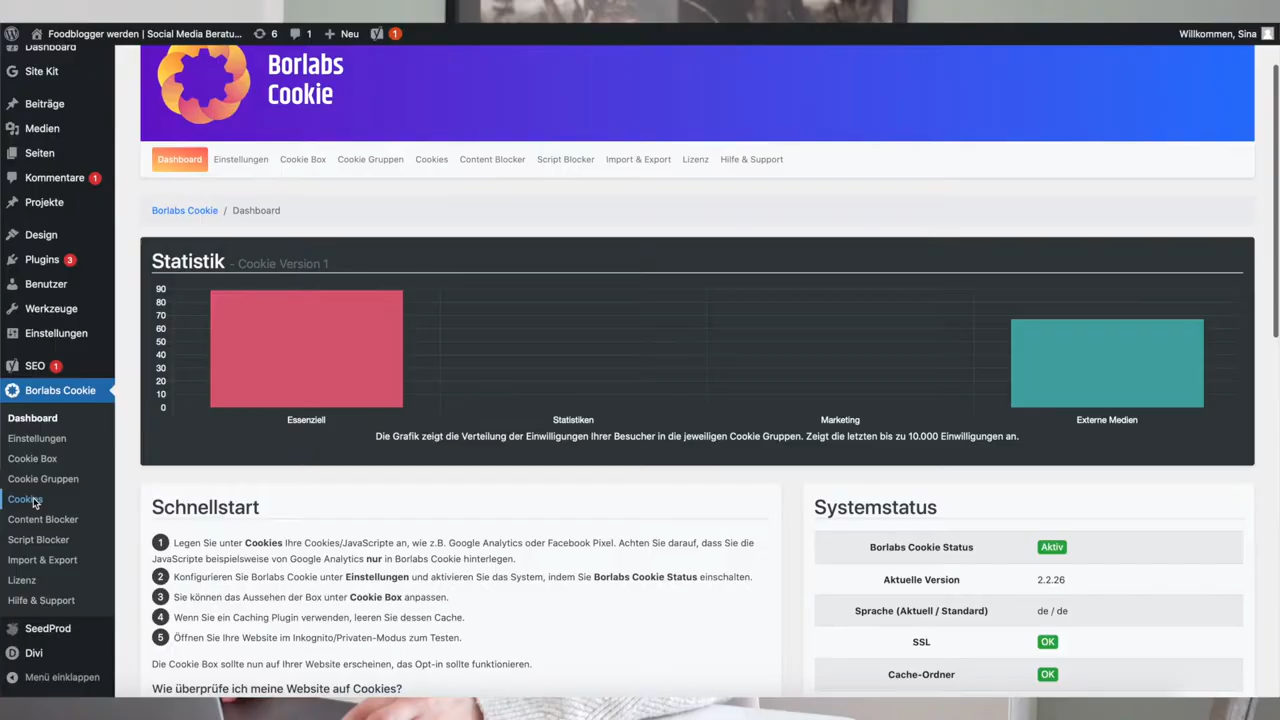 Foodblogger werden | Social Media Beratu... 6 1 Neu 1 Willkommen, Sina
Dashboard
Site Kit
Beiträge
Medien
Seiten
Kommentare 1
Projekte
Design
Plugins 3
Benutzer
Werkzeuge
Einstellungen
SEO 1
Borlabs Cookie
Dashboard
Einstellungen
Cookie Box
Cookie Gruppen
Cookies
Content Blocker
Script Blocker
Import & Export
Lizenz
Hilfe & Support
SeedProd
Divi
Menü einklappen
Borlabs
Cookie
Dashboard Einstellungen Cookie Box Cookie Gruppen Cookies Content Blocker Script Blocker Import & Export Lizenz Hilfe & Support
Borlabs Cookie / Dashboard
Statistik - Cookie Version 1
90
80
70
60
50
40
30
20
10
0
Essenziell Statistiken Marketing Externe Medien
Die Grafik zeigt die Verteilung der Einwilligungen Ihrer Besucher in die jeweiligen Cookie Gruppen. Zeigt die letzten bis zu 10.000 Einwilligungen an.
Schnellstart
1 Legen Sie unter Cookies Ihre Cookies/JavaScripte an, wie z.B. Google Analytics oder Facebook Pixel. Achten Sie darauf, dass Sie die
JavaScripte beispielsweise von Google Analytics nur in Borlabs Cookie hinterlegen.
2 Konfigurieren Sie Borlabs Cookie unter Einstellungen und aktivieren Sie das System, indem Sie Borlabs Cookie Status einschalten.
3 Sie können das Aussehen der Box unter Cookie Box anpassen.
4 Wenn Sie ein Caching Plugin verwenden, leeren Sie dessen Cache.
5 Öffnen Sie Ihre Website im Inkognito/Privaten-Modus zum Testen.
Die Cookie Box sollte nun auf Ihrer Website erscheinen, das Opt-in sollte funktionieren.
Wie überprüfe ich meine Website auf Cookies?
Systemstatus
Borlabs Cookie Status Aktiv
Aktuelle Version 2.2.26
Sprache (Aktuell / Standard) de / de
SSL OK
Cache-Ordner OK